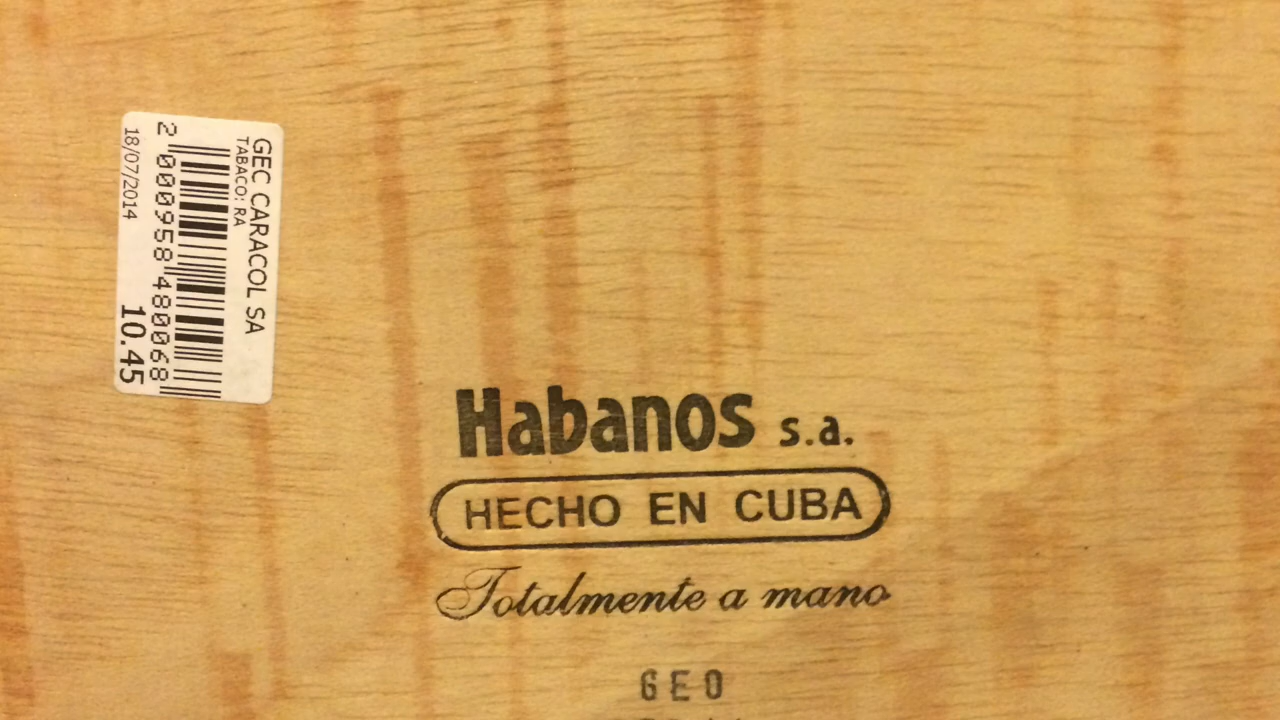 GEC CARACOL SA
TABACO: RA
2 000958 480068
18/07/2014 10.45
Habanos s.a.
HECHO EN CUBA
Totalmente a mano
GEO